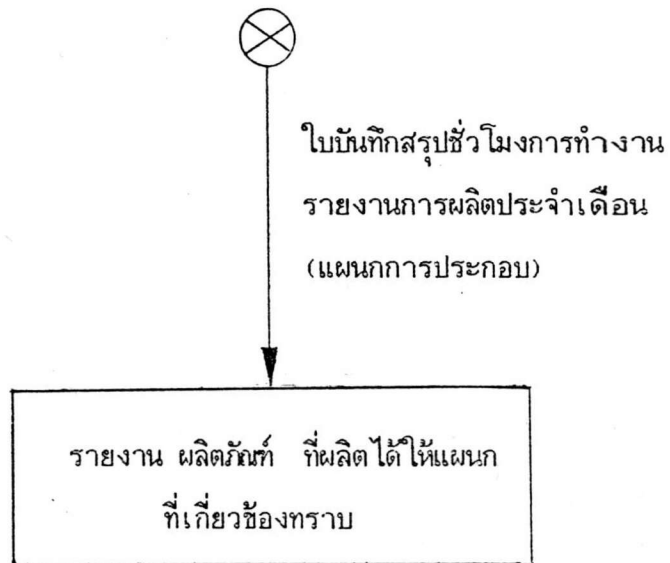 ใบบันทึกสรุปชั่วโมงการทำงาน
รายงานการผลิตประจำเดือน
(แผนกการประกอบ)
รายงาน ผลิตภัณฑ์ ที่ผลิตได้ให้แผนก
ที่เกี่ยวข้องทราบ